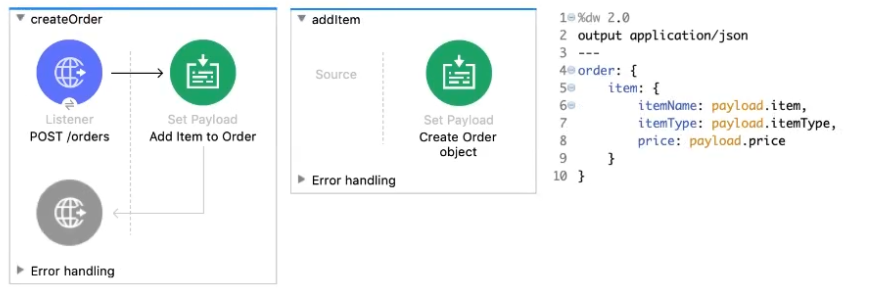 createOrder
Listener
POST /orders
Set Payload
Add Item to Order
Error handling
addItem
Source
Set Payload
Create Order
object
Error handling
1 %dw 2.0
2 output application/json
3 ---
4 order: {
5     item: {
6         itemName: payload.item,
7         itemType: payload.itemType,
8         price: payload.price
9     }
10 }